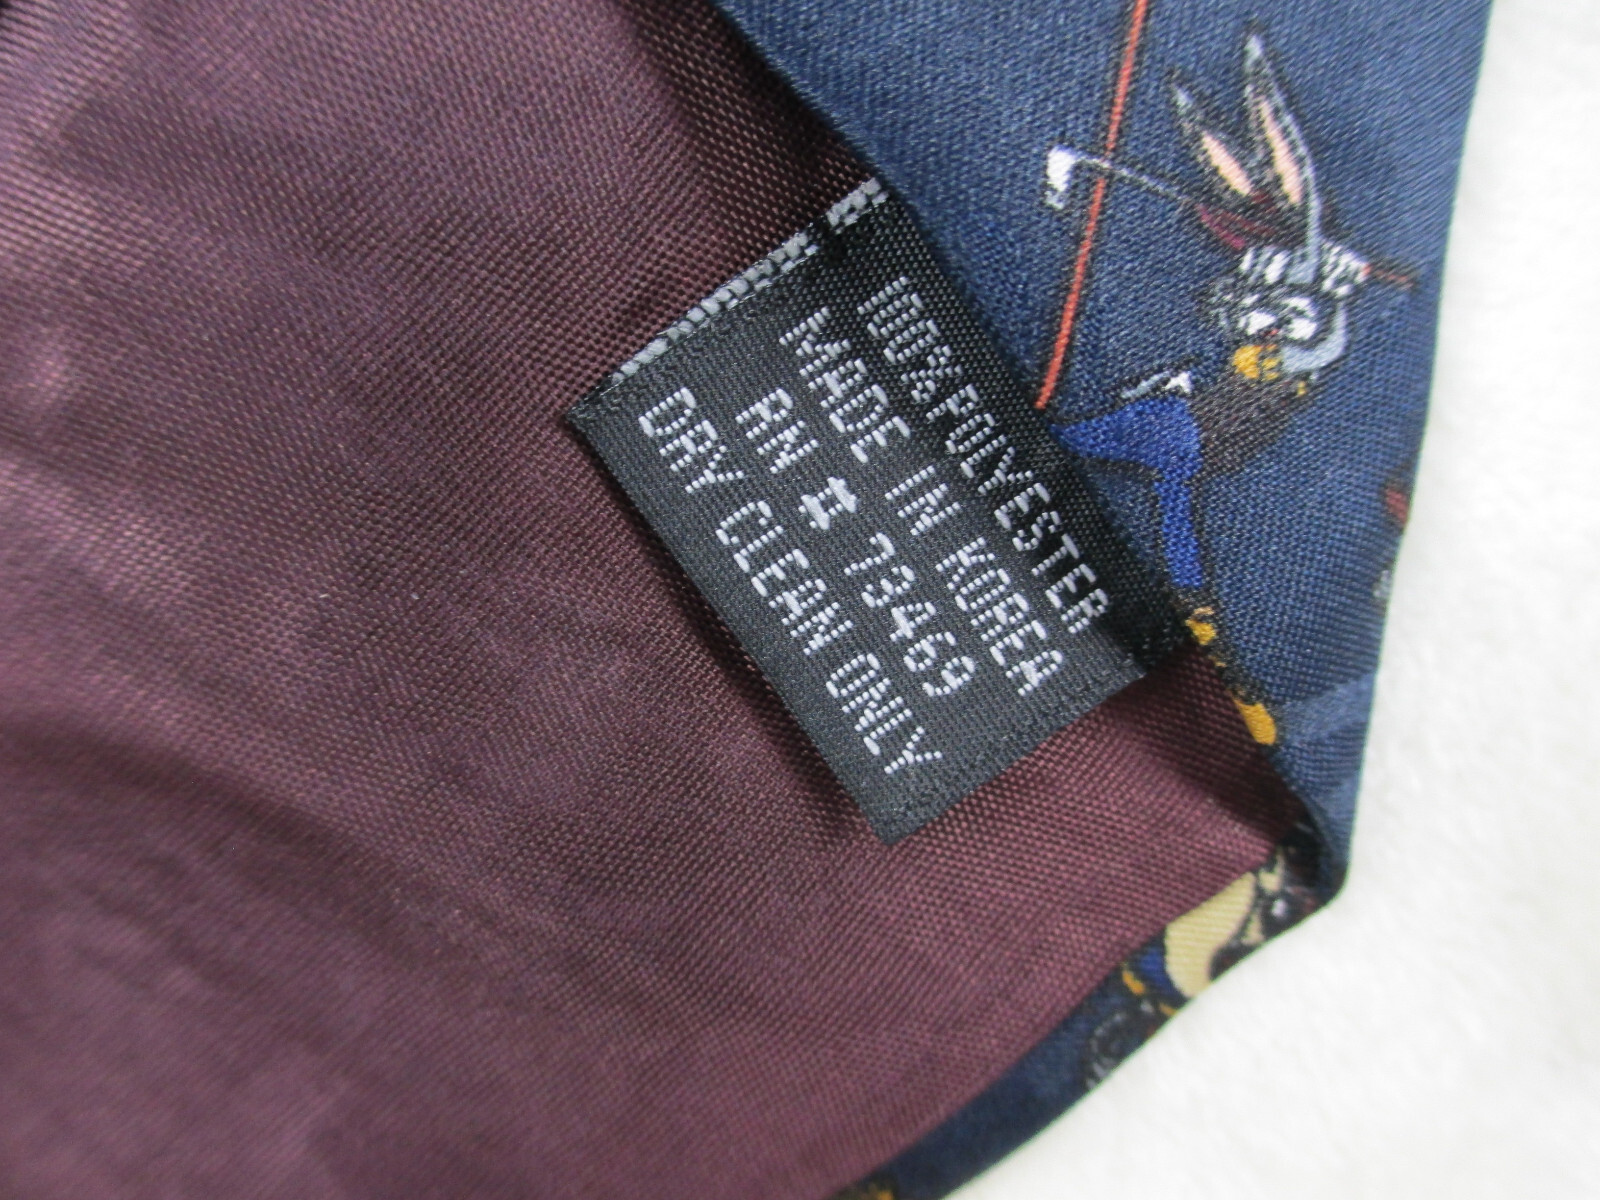 100% POLYESTER
MADE IN KOREA
RN # 73469
DRY CLEAN ONLY